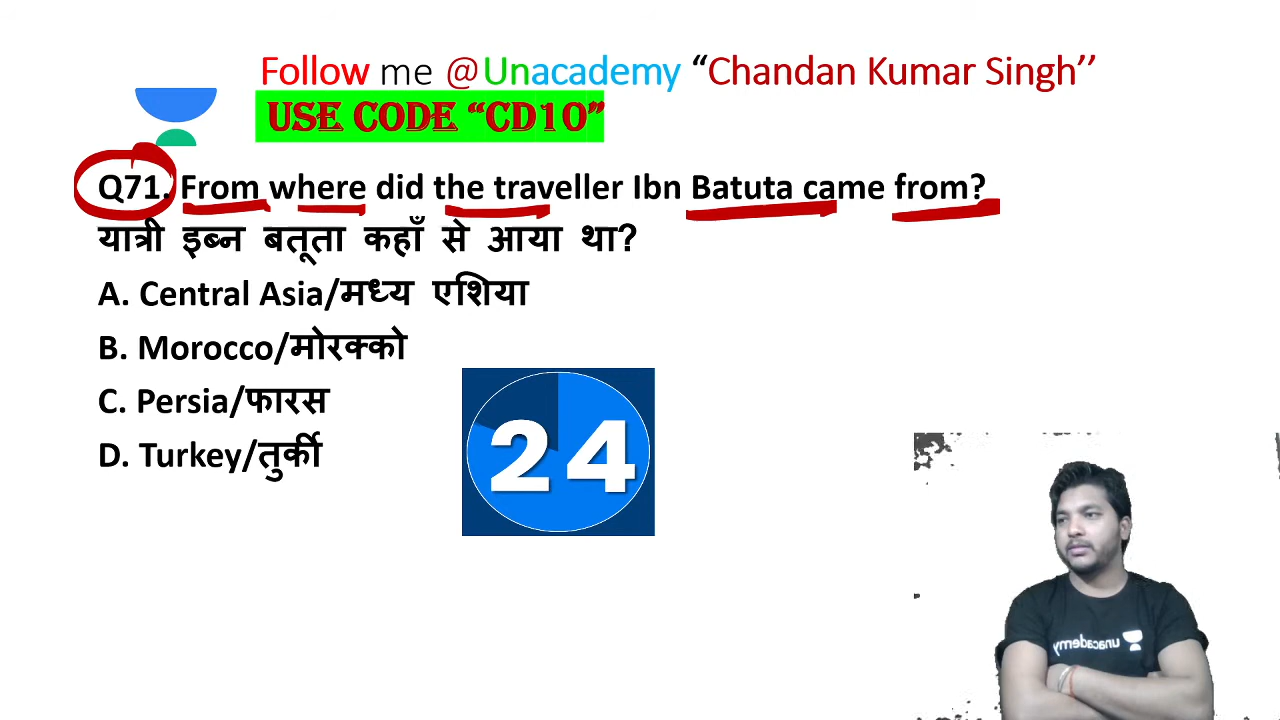 Follow me @Unacademy “Chandan Kumar Singh’’
USE CODE “CD10”
Q71. From where did the traveller Ibn Batuta came from?
यात्री इब्न बतूता कहाँ से आया था?
A. Central Asia/मध्य एशिया
B. Morocco/मोरक्को
C. Persia/फारस
D. Turkey/तुर्की
24
unacademy